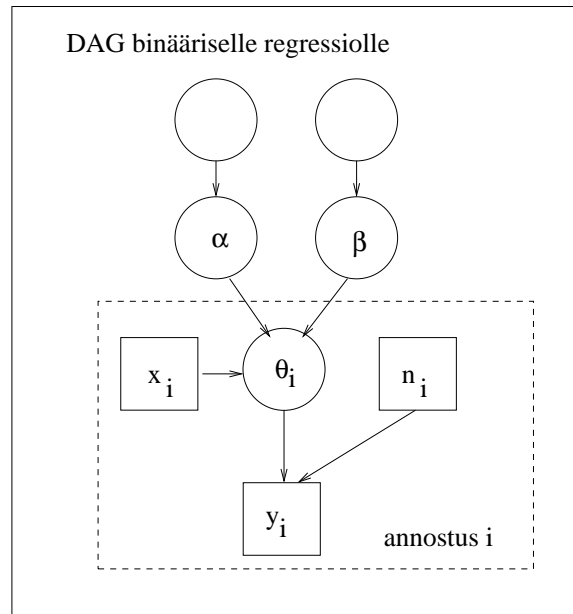 DAG binääriselle regressiolle
α
β
x i
θi
n i
y i
annostus i